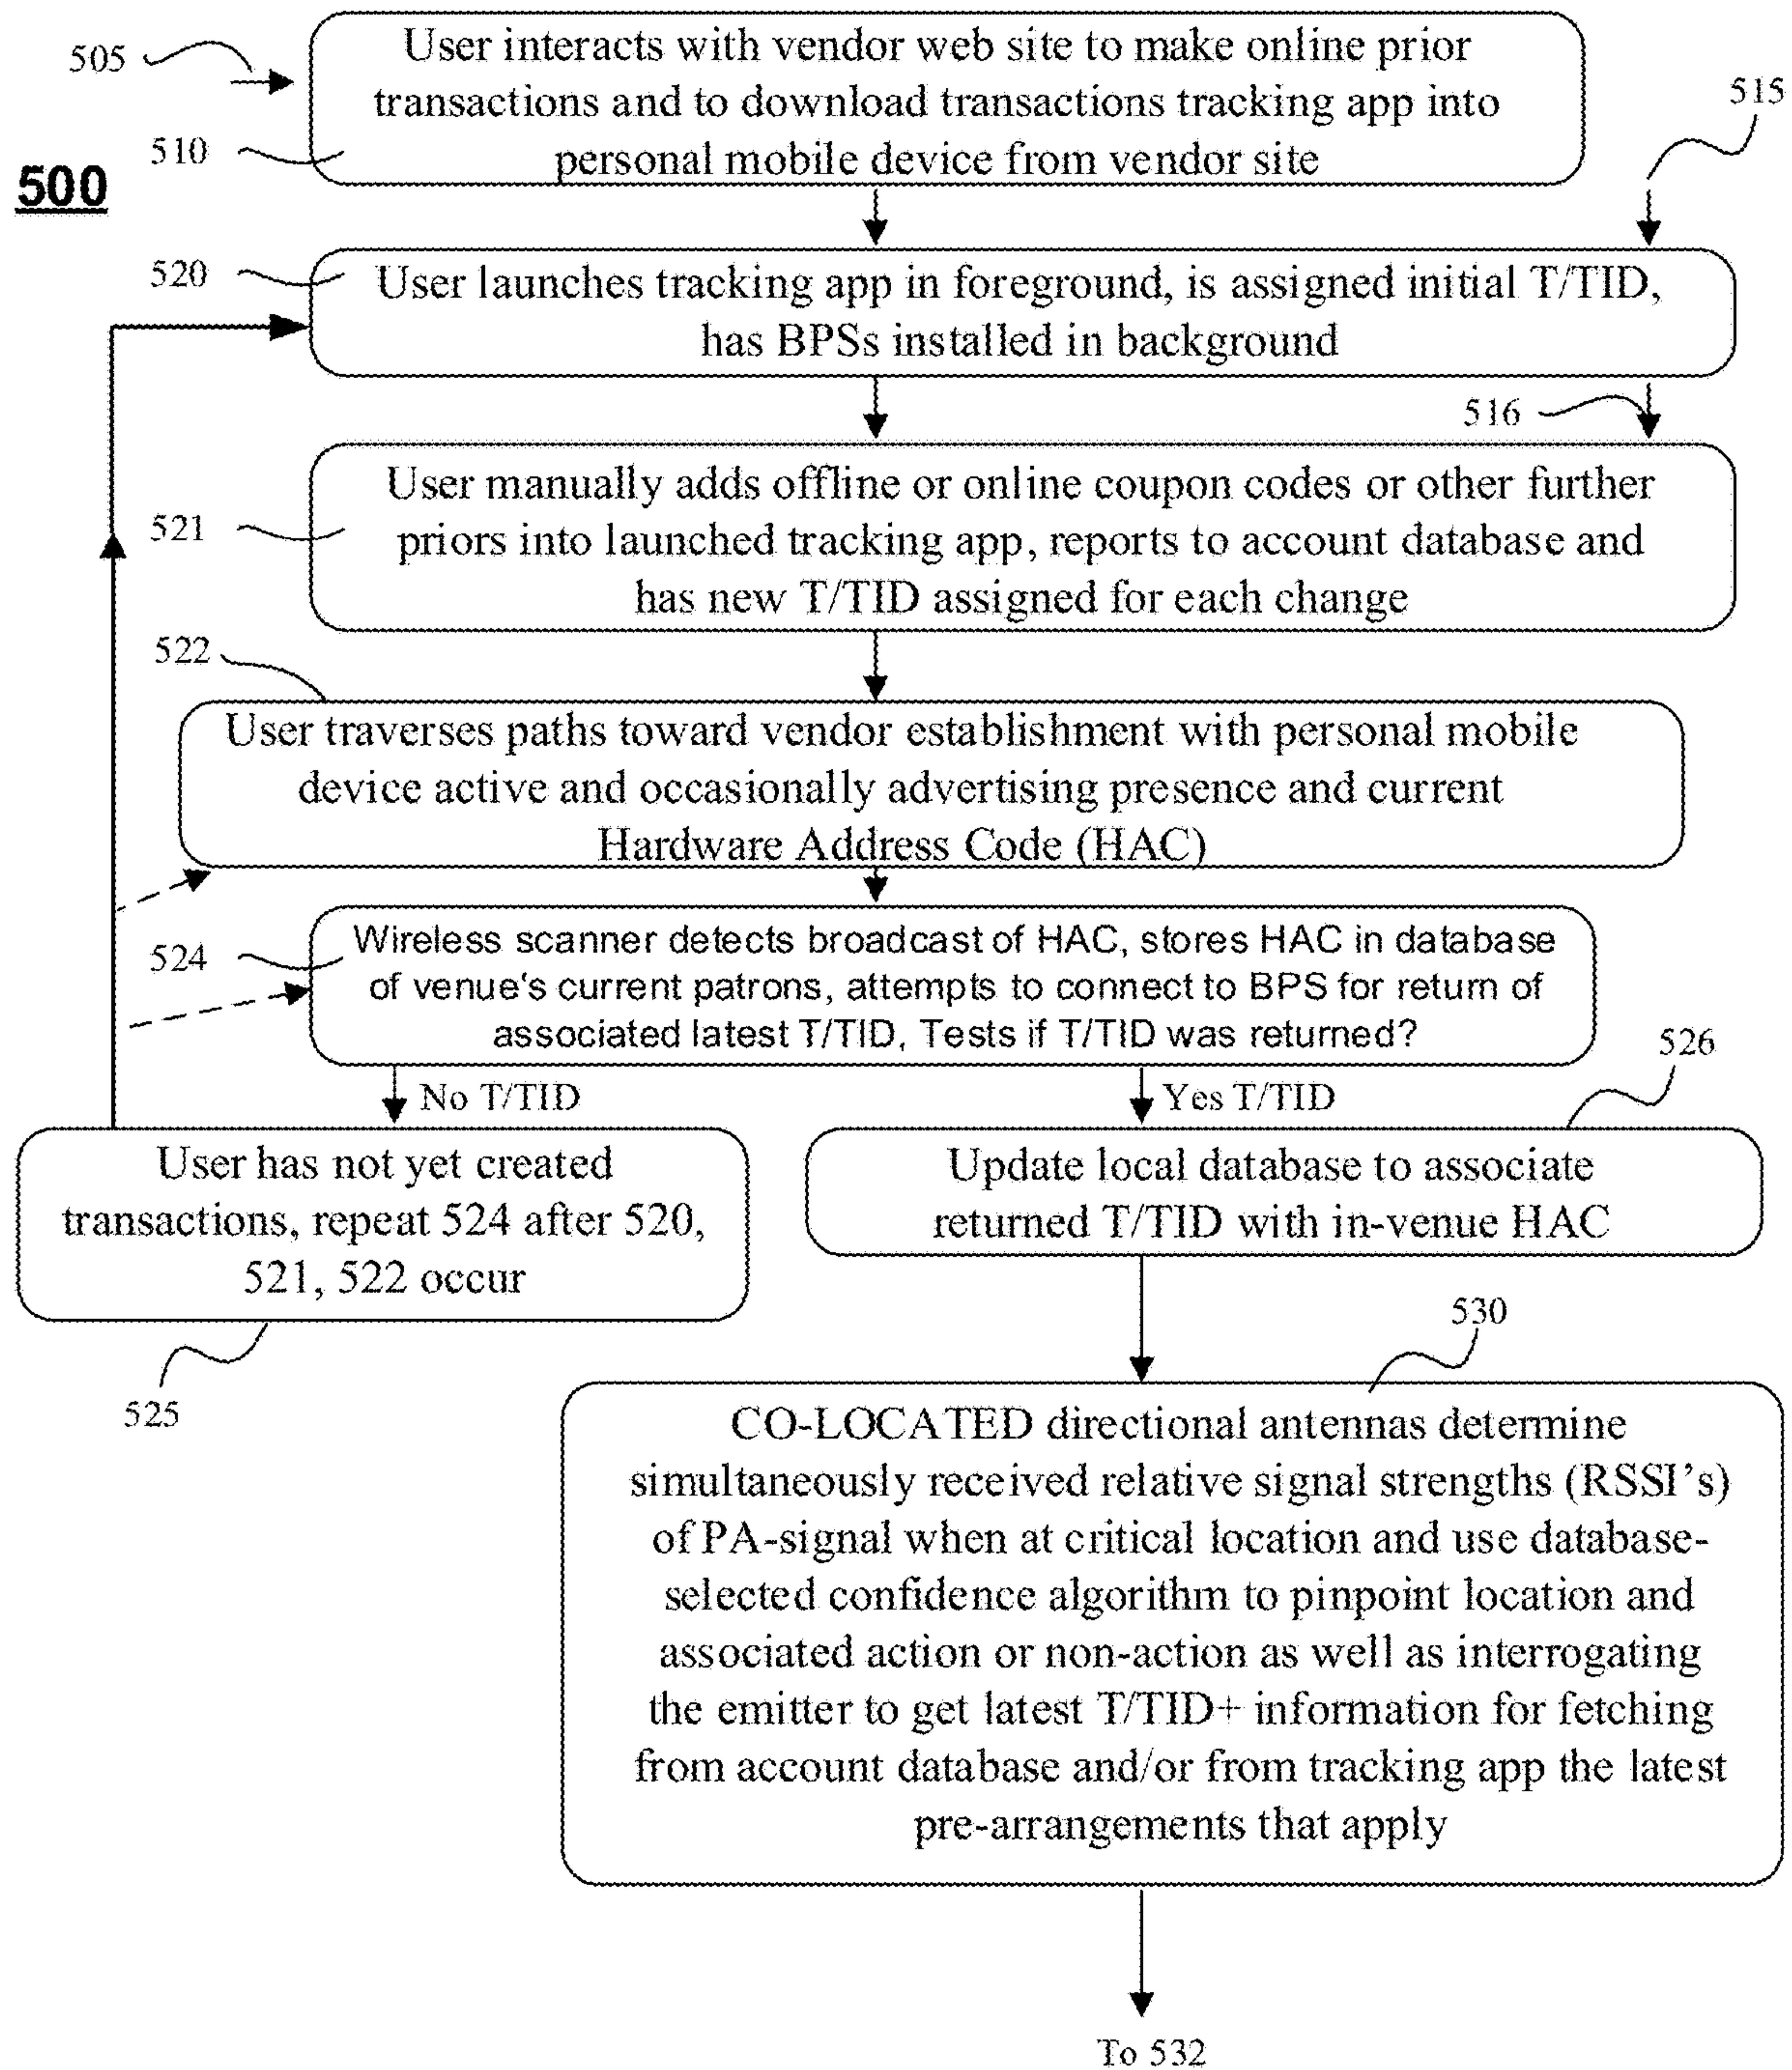 505
User interacts with vendor web site to make online prior
transactions and to download transactions tracking app into
personal mobile device from vendor site
510
515
500
520
User launches tracking app in foreground, is assigned initial T/TID,
has BPSs installed in background
516
521
User manually adds offline or online coupon codes or other further
priors into launched tracking app, reports to account database and
has new T/TID assigned for each change
522
User traverses paths toward vendor establishment with personal mobile
device active and occasionally advertising presence and current
Hardware Address Code (HAC)
524
Wireless scanner detects broadcast of HAC, stores HAC in database
of venue's current patrons, attempts to connect to BPS for return of
associated latest T/TID, Tests if T/TID was returned?
526
No T/TID
Yes T/TID
User has not yet created
transactions, repeat 524 after 520,
521, 522 occur
525
Update local database to associate
returned T/TID with in-venue HAC
530
CO-LOCATED directional antennas determine
simultaneously received relative signal strengths (RSSI's)
of PA-signal when at critical location and use database-
selected confidence algorithm to pinpoint location and
associated action or non-action as well as interrogating
the emitter to get latest T/TID+ information for fetching
from account database and/or from tracking app the latest
pre-arrangements that apply
To 532